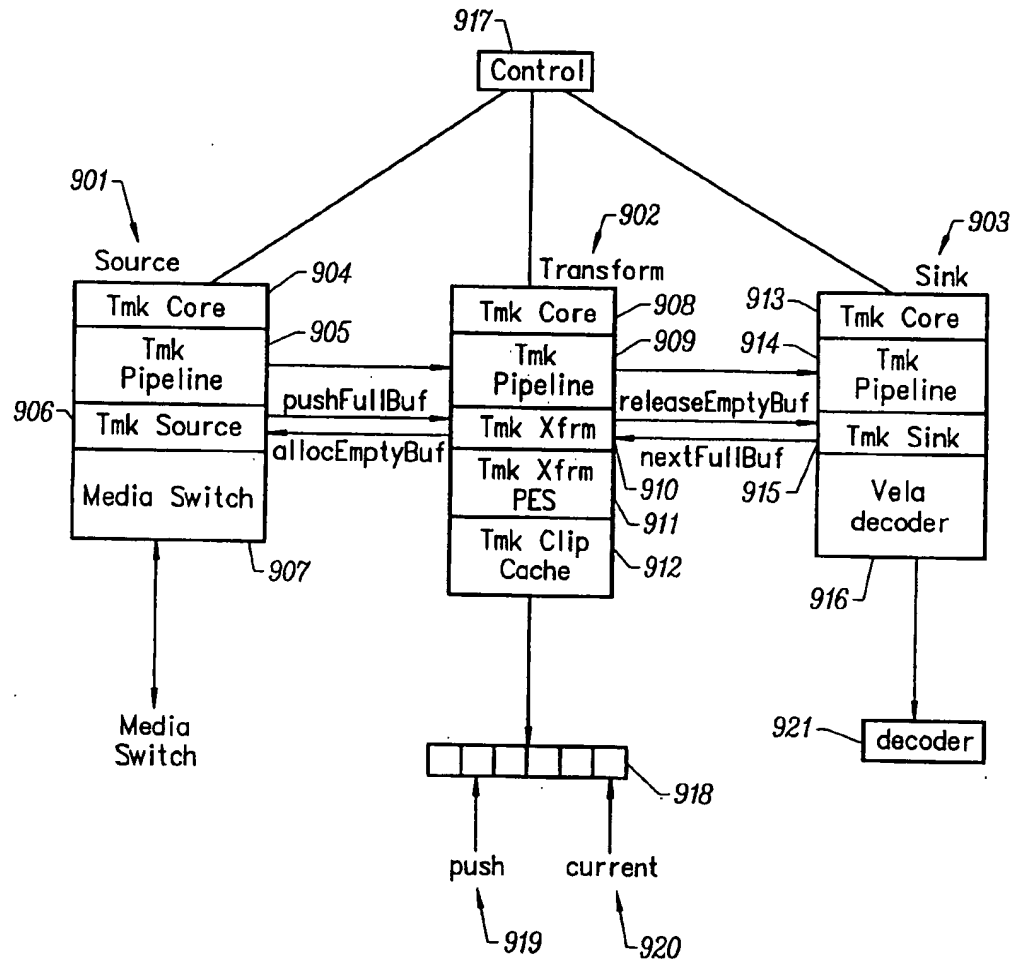 917
Control
901
902
903
Source
Transform
Sink
904
908
913
Tmk Core
Tmk Core
Tmk Core
905
909
914
Tmk
Pipeline
Tmk
Pipeline
Tmk
Pipeline
906
pushFullBuf
releaseEmptyBuf
Tmk Source
Tmk Xfrm
Tmk Sink
allocEmptyBuf
nextFullBuf
910
915
Media Switch
Tmk Xfrm
PES
911
Vela
decoder
907
Tmk Clip
Cache
912
916
Media
Switch
921
decoder
918
push
current
919
920